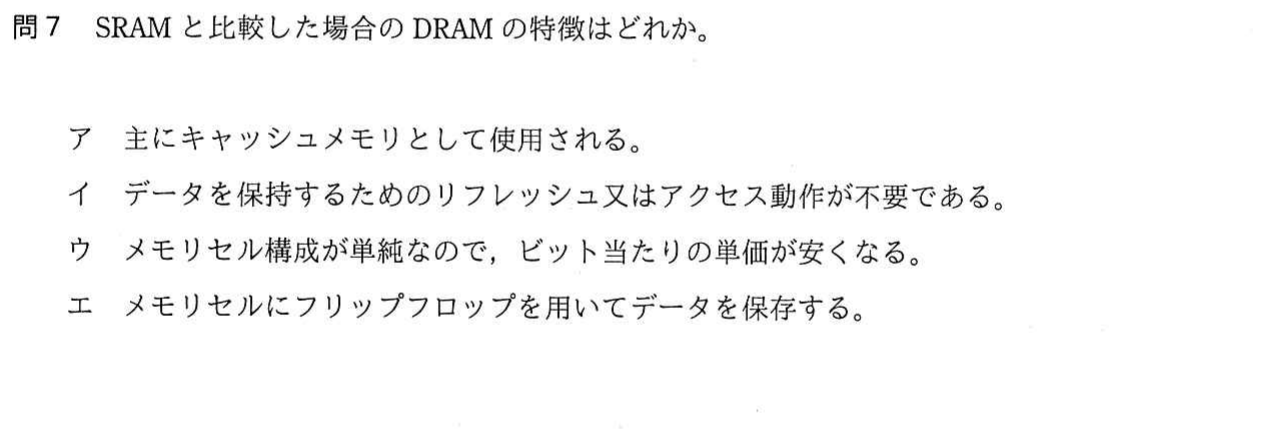 問7 SRAM と比較した場合の DRAM の特徴はどれか。
ア 主にキャッシュメモリとして使用される。
イ データを保持するためのリフレッシュ又はアクセス動作が不要である。
ウ メモリセル構成が単純なので，ビット当たりの単価が安くなる。
エ メモリセルにフリップフロップを用いてデータを保存する。